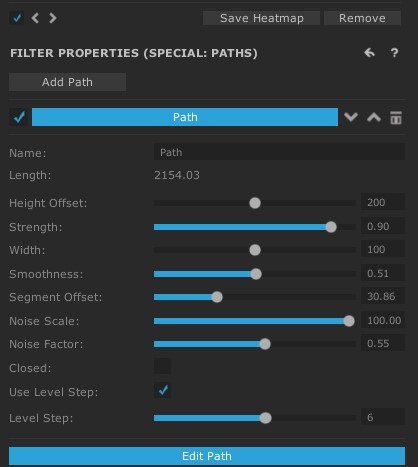 Save Heatmap Remove
FILTER PROPERTIES (SPECIAL: PATHS) ?
Add Path
Path
Name: Path
Length: 2154.03
Height Offset: 200
Strength: 0.90
Width: 100
Smoothness: 0.51
Segment Offset: 30.86
Noise Scale: 100.00
Noise Factor: 0.55
Closed:
Use Level Step:
Level Step: 6
Edit Path